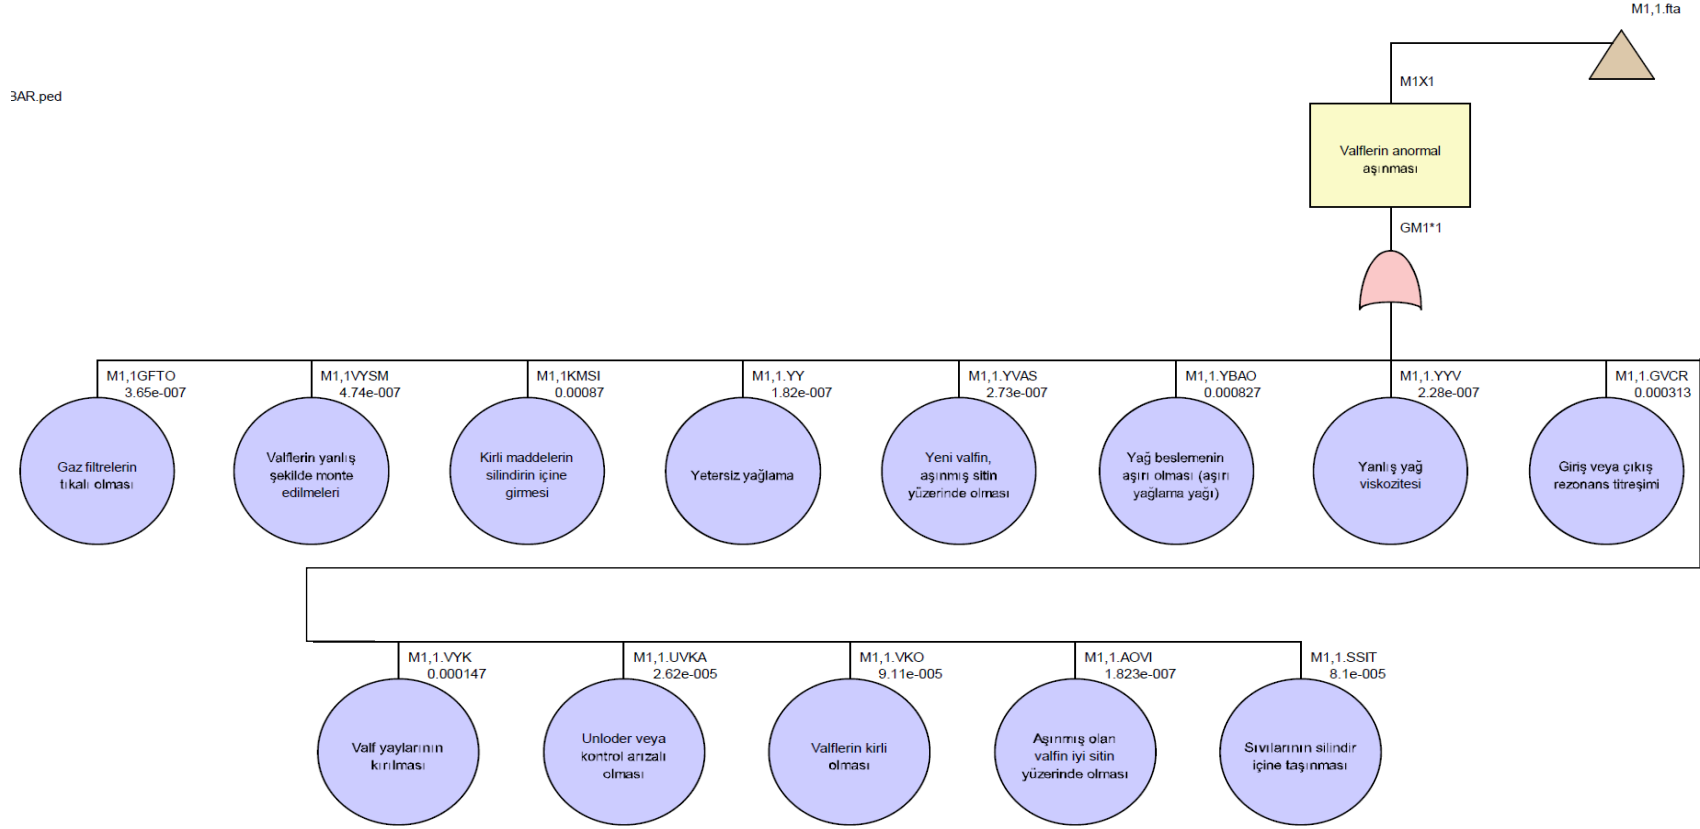 M1,1.fta
BAR.ped
M1X1
Valflerin anormal
aşınması
GM1*1
M1,1GFTO
3.65e-007
Gaz filtrelerin
tıkalı olması
M1,1VYSM
4.74e-007
Valflerin yanlış
şekilde monte
edilmeleri
M1,1KMSI
0.00087
Kirli maddelerin
silindirin içine
girmesi
M1,1.YY
1.82e-007
Yetersiz yağlama
M1,1.YVAS
2.73e-007
Yeni valfin,
aşınmış sitin
yüzerinde olması
M1,1.YBAO
0.000827
Yağ beslemenin
aşırı olması (aşırı
yağlama yağı)
M1,1.YYV
2.28e-007
Yanlış yağ
viskozitesi
M1,1.GVCR
0.000313
Giriş veya çıkış
rezonans titreşimi
M1,1.VYK
0.000147
Valf yaylarının
kırılması
M1,1.UVKA
2.62e-005
Unloder veya
kontrol arızalı
olması
M1,1.VKO
9.11e-005
Valflerin kirli
olması
M1,1.AOVI
1.823e-007
Aşınmış olan
valfin iyi sitin
yüzerinde olması
M1,1.SSIT
8.1e-005
Sıvılarının silindir
içine taşınması